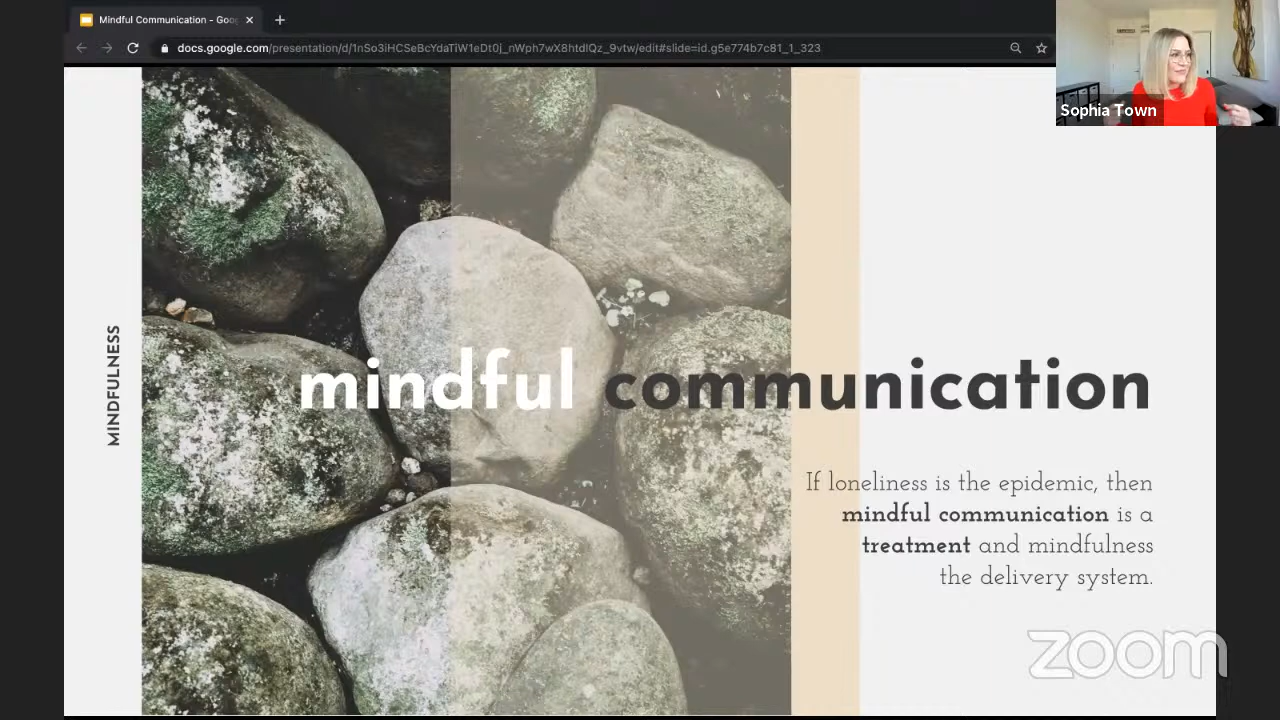 Mindful Communication - Goo
docs.google.com/presentation/d/1nSo3iHCSeBcYdaTiW1eDt0j_nWph7wX8htdlQz_9vtw/edit#slide=id.g5e774b7c81_1_323
Sophia Town
MINDFULNESS
mindful communication
If loneliness is the epidemic, then
mindful communication is a
treatment and mindfulness
the delivery system.
zoom